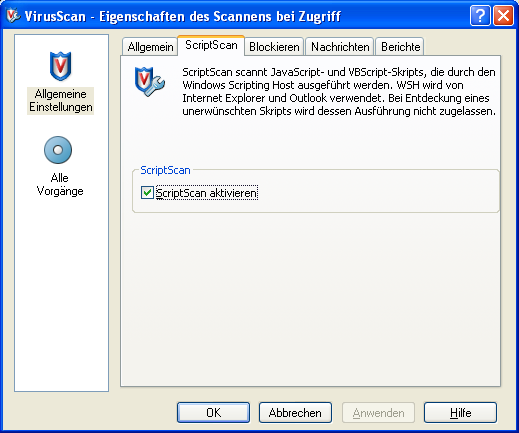 VirusScan - Eigenschaften des Scannens bei Zugriff
Allgemeine
Einstellungen
Alle
Vorgänge
Allgemein ScriptScan Blockieren Nachrichten Berichte
ScriptScan scannt JavaScript- und VBScript-Skripts, die durch den
Windows Scripting Host ausgeführt werden. WSH wird von
Internet Explorer und Outlook verwendet. Bei Entdeckung eines
unerwünschten Skripts wird dessen Ausführung nicht zugelassen.
ScriptScan
ScriptScan aktivieren
OK Abbrechen Anwenden Hilfe